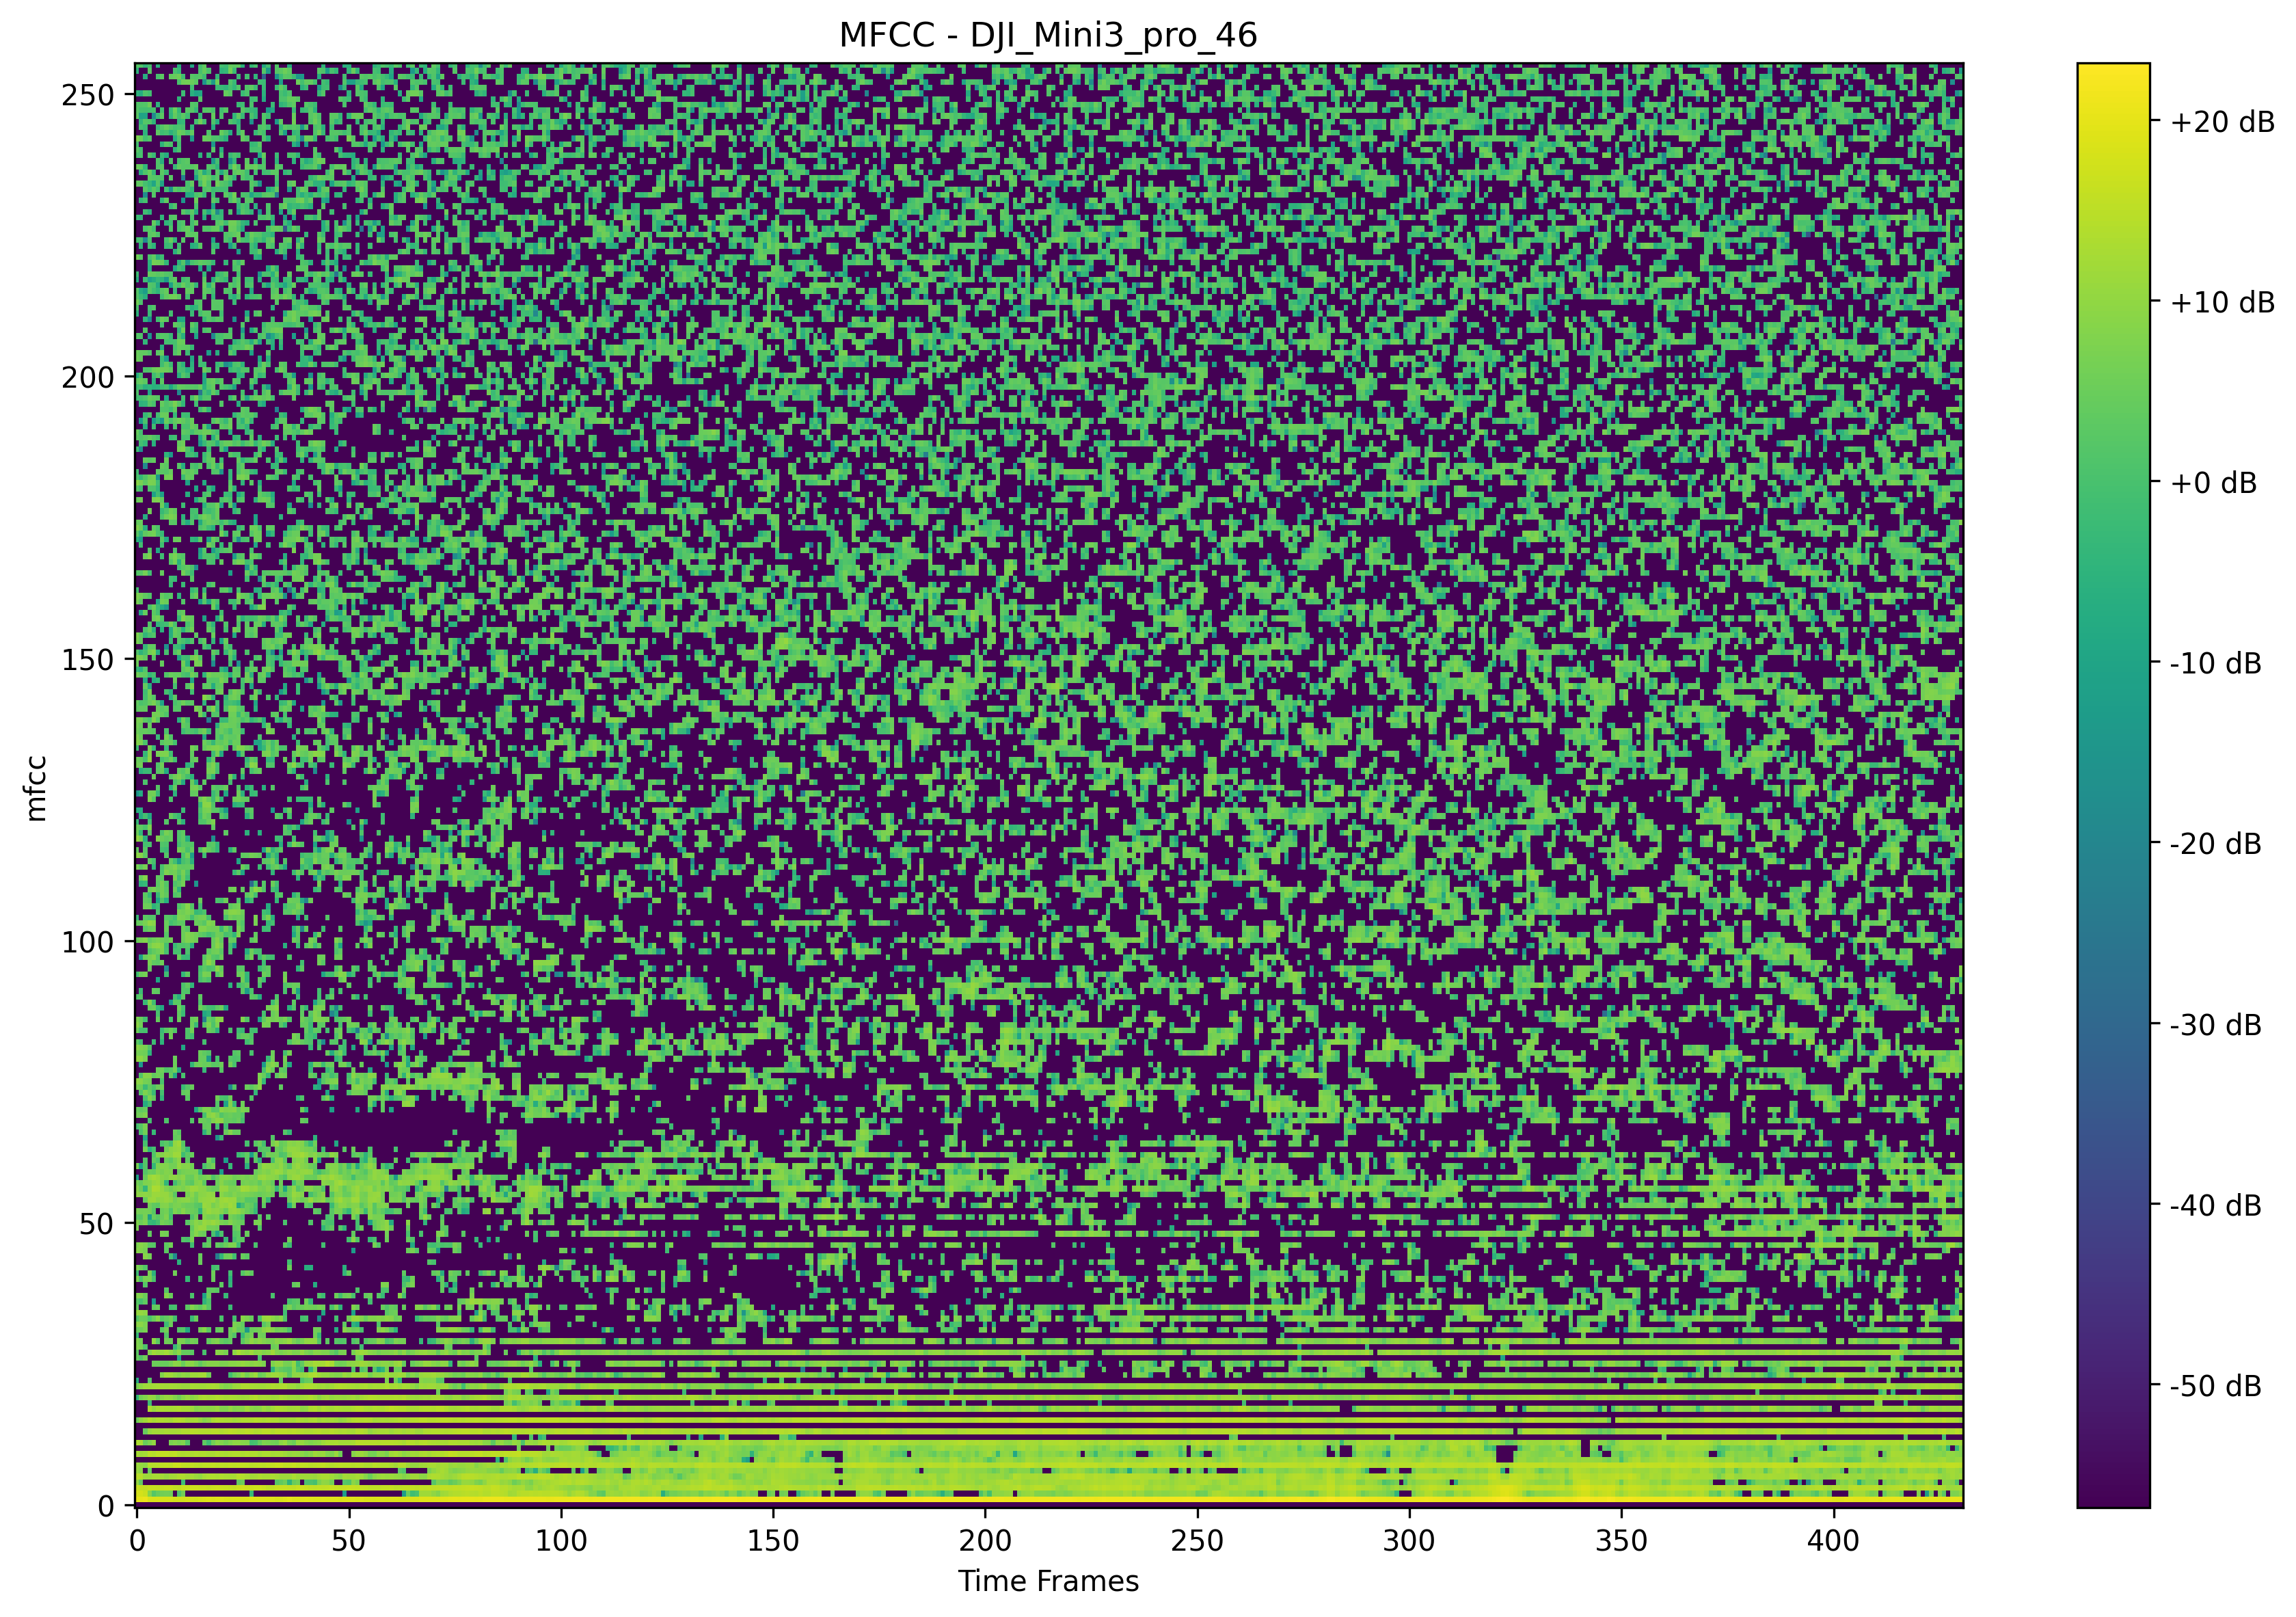 MFCC - DJI_Mini3_pro_46
250
200
150
100
50
0
mfcc
0 50 100 150 200 250 300 350 400
Time Frames
+20 dB
+10 dB
+0 dB
-10 dB
-20 dB
-30 dB
-40 dB
-50 dB